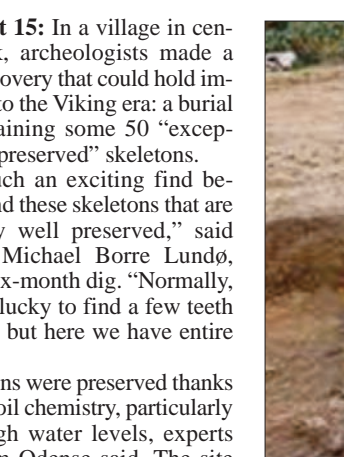 t 15: In a village in cen-
k, archeologists made a
overy that could hold im-
to the Viking era: a burial
aining some 50 “excep-
preserved” skeletons.
uch an exciting find be-
nd these skeletons that are
y well preserved,” said
Michael Borre Lundø,
x-month dig. “Normally,
lucky to find a few teeth
but here we have entire
ns were preserved thanks
oil chemistry, particularly
gh water levels, experts
m Odense said. The site